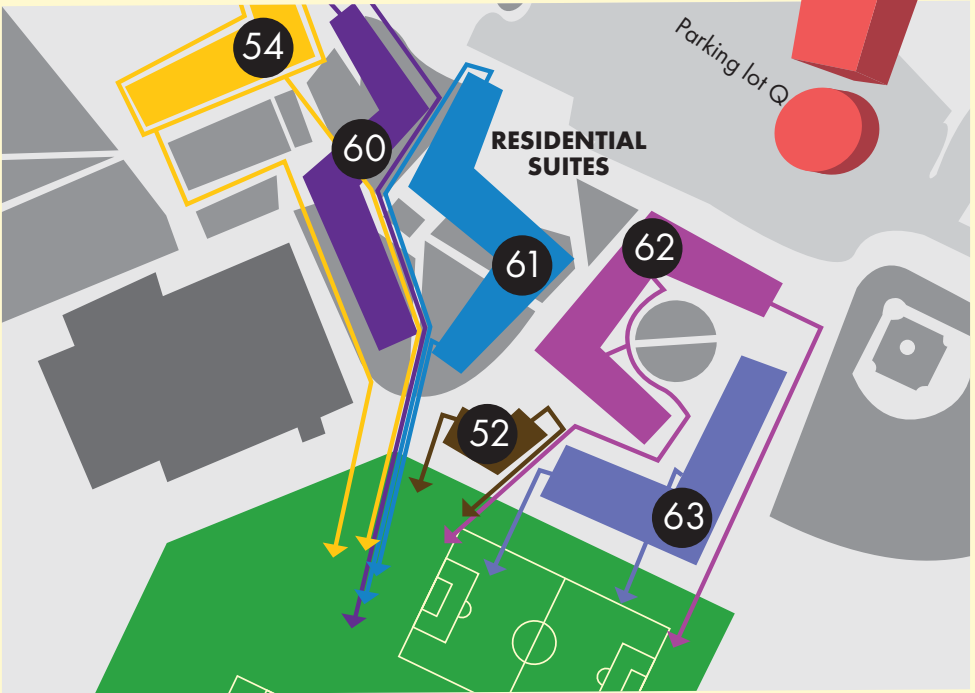 54
Parking lot Q
60
RESIDENTIAL
SUITES
62
61
52
63